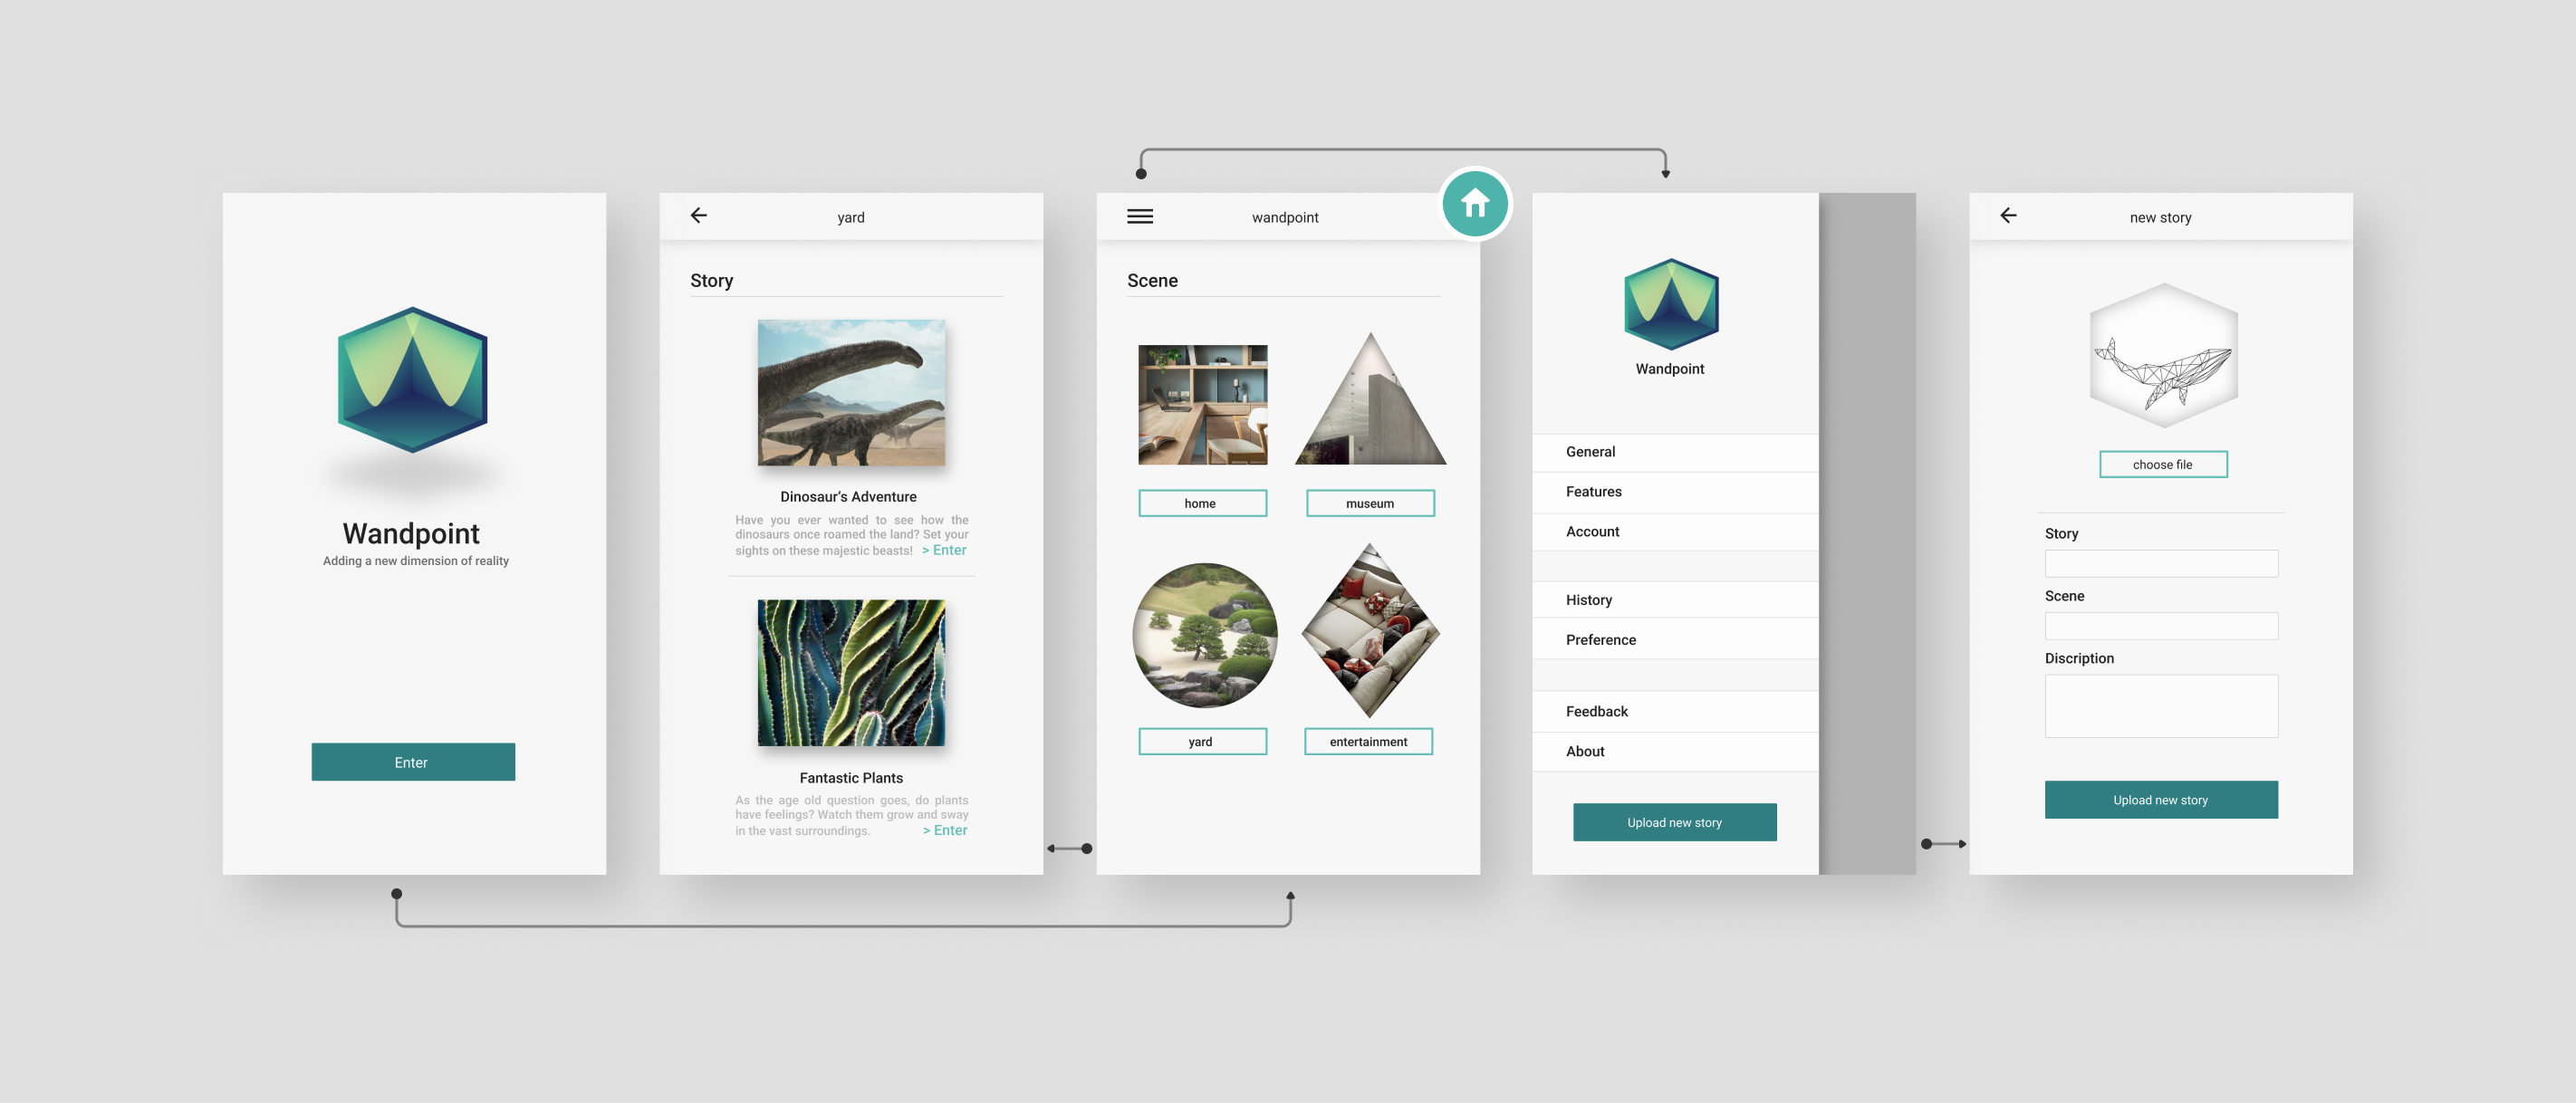 Wandpoint
Adding a new dimension of reality
Enter
yard
Story
Dinosaur's Adventure
Have you ever wanted to see how the
dinosaurs once roamed the land? Set your
sights on these majestic beasts! > Enter
Fantastic Plants
As the age old question goes, do plants
have feelings? Watch them grow and sway
in the vast surroundings. > Enter
wandpoint
Scene
home
museum
yard
entertainment
Wandpoint
General
Features
Account
History
Preference
Feedback
About
Upload new story
new story
choose file
Story
Scene
Discription
Upload new story